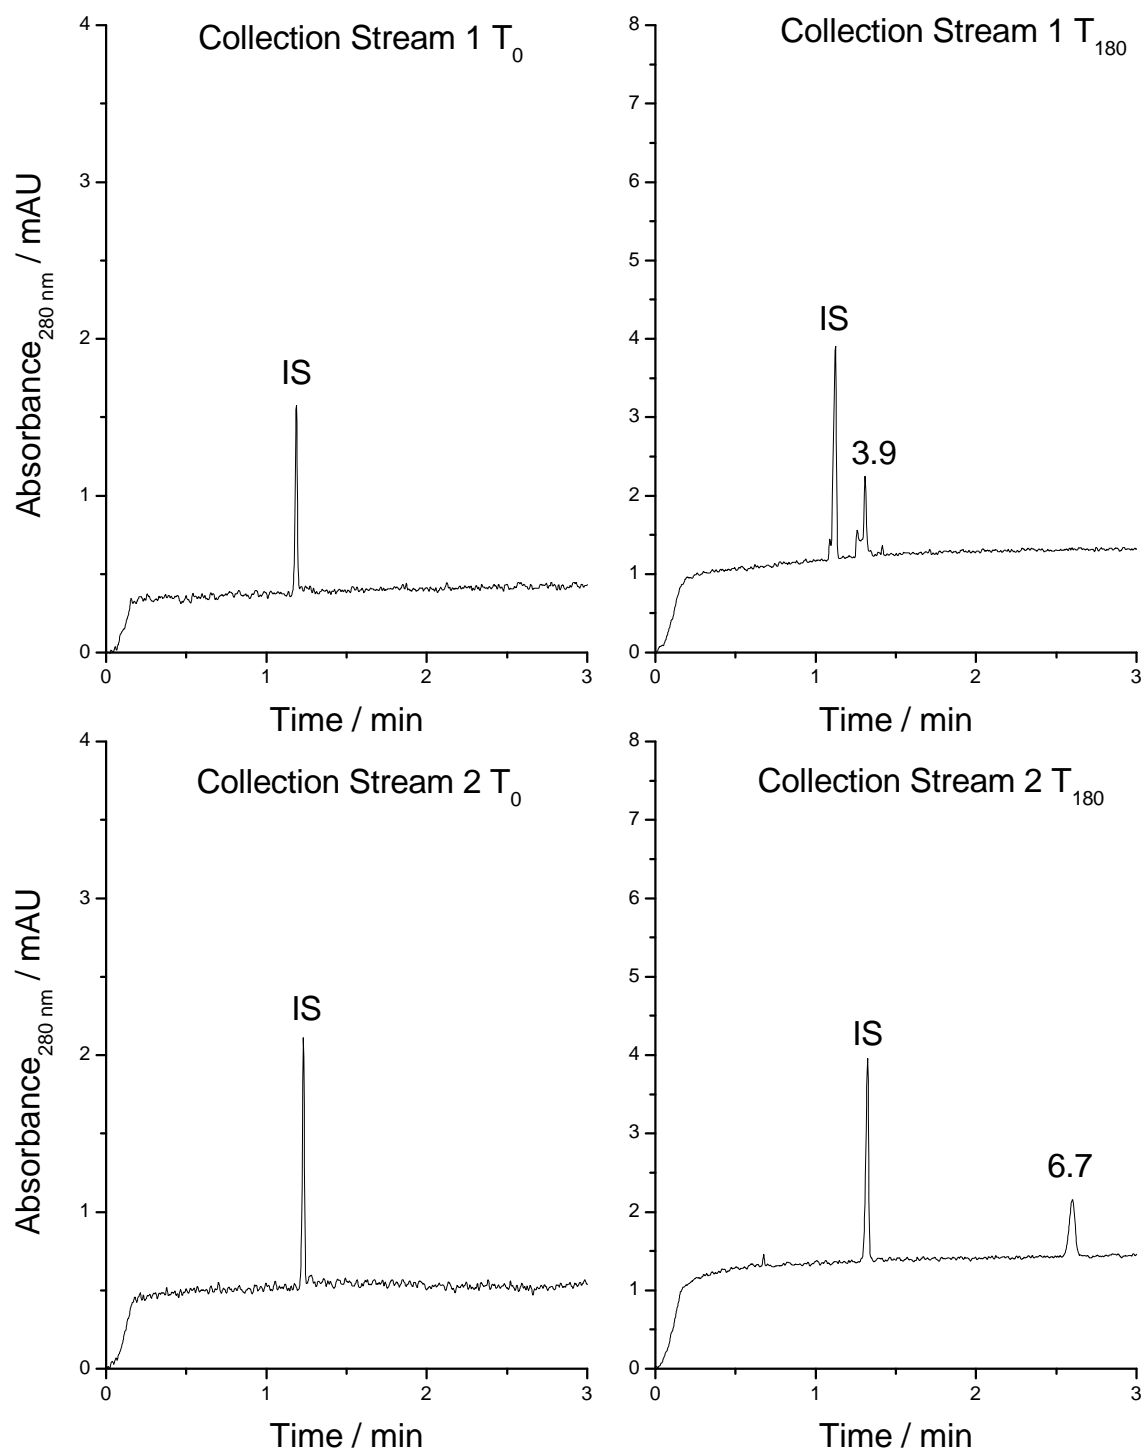 Collection Stream 1 T0
Absorbance280 nm / mAU
4
3
2
1
0
IS
0 1 2 3
Time / min
Collection Stream 1 T180
8
7
6
5
4
3
2
1
0
IS
3.9
0 1 2 3
Time / min
Collection Stream 2 T0
Absorbance280 nm / mAU
4
3
2
1
0
IS
0 1 2 3
Time / min
Collection Stream 2 T180
8
7
6
5
4
3
2
1
0
IS
6.7
0 1 2 3
Time / min